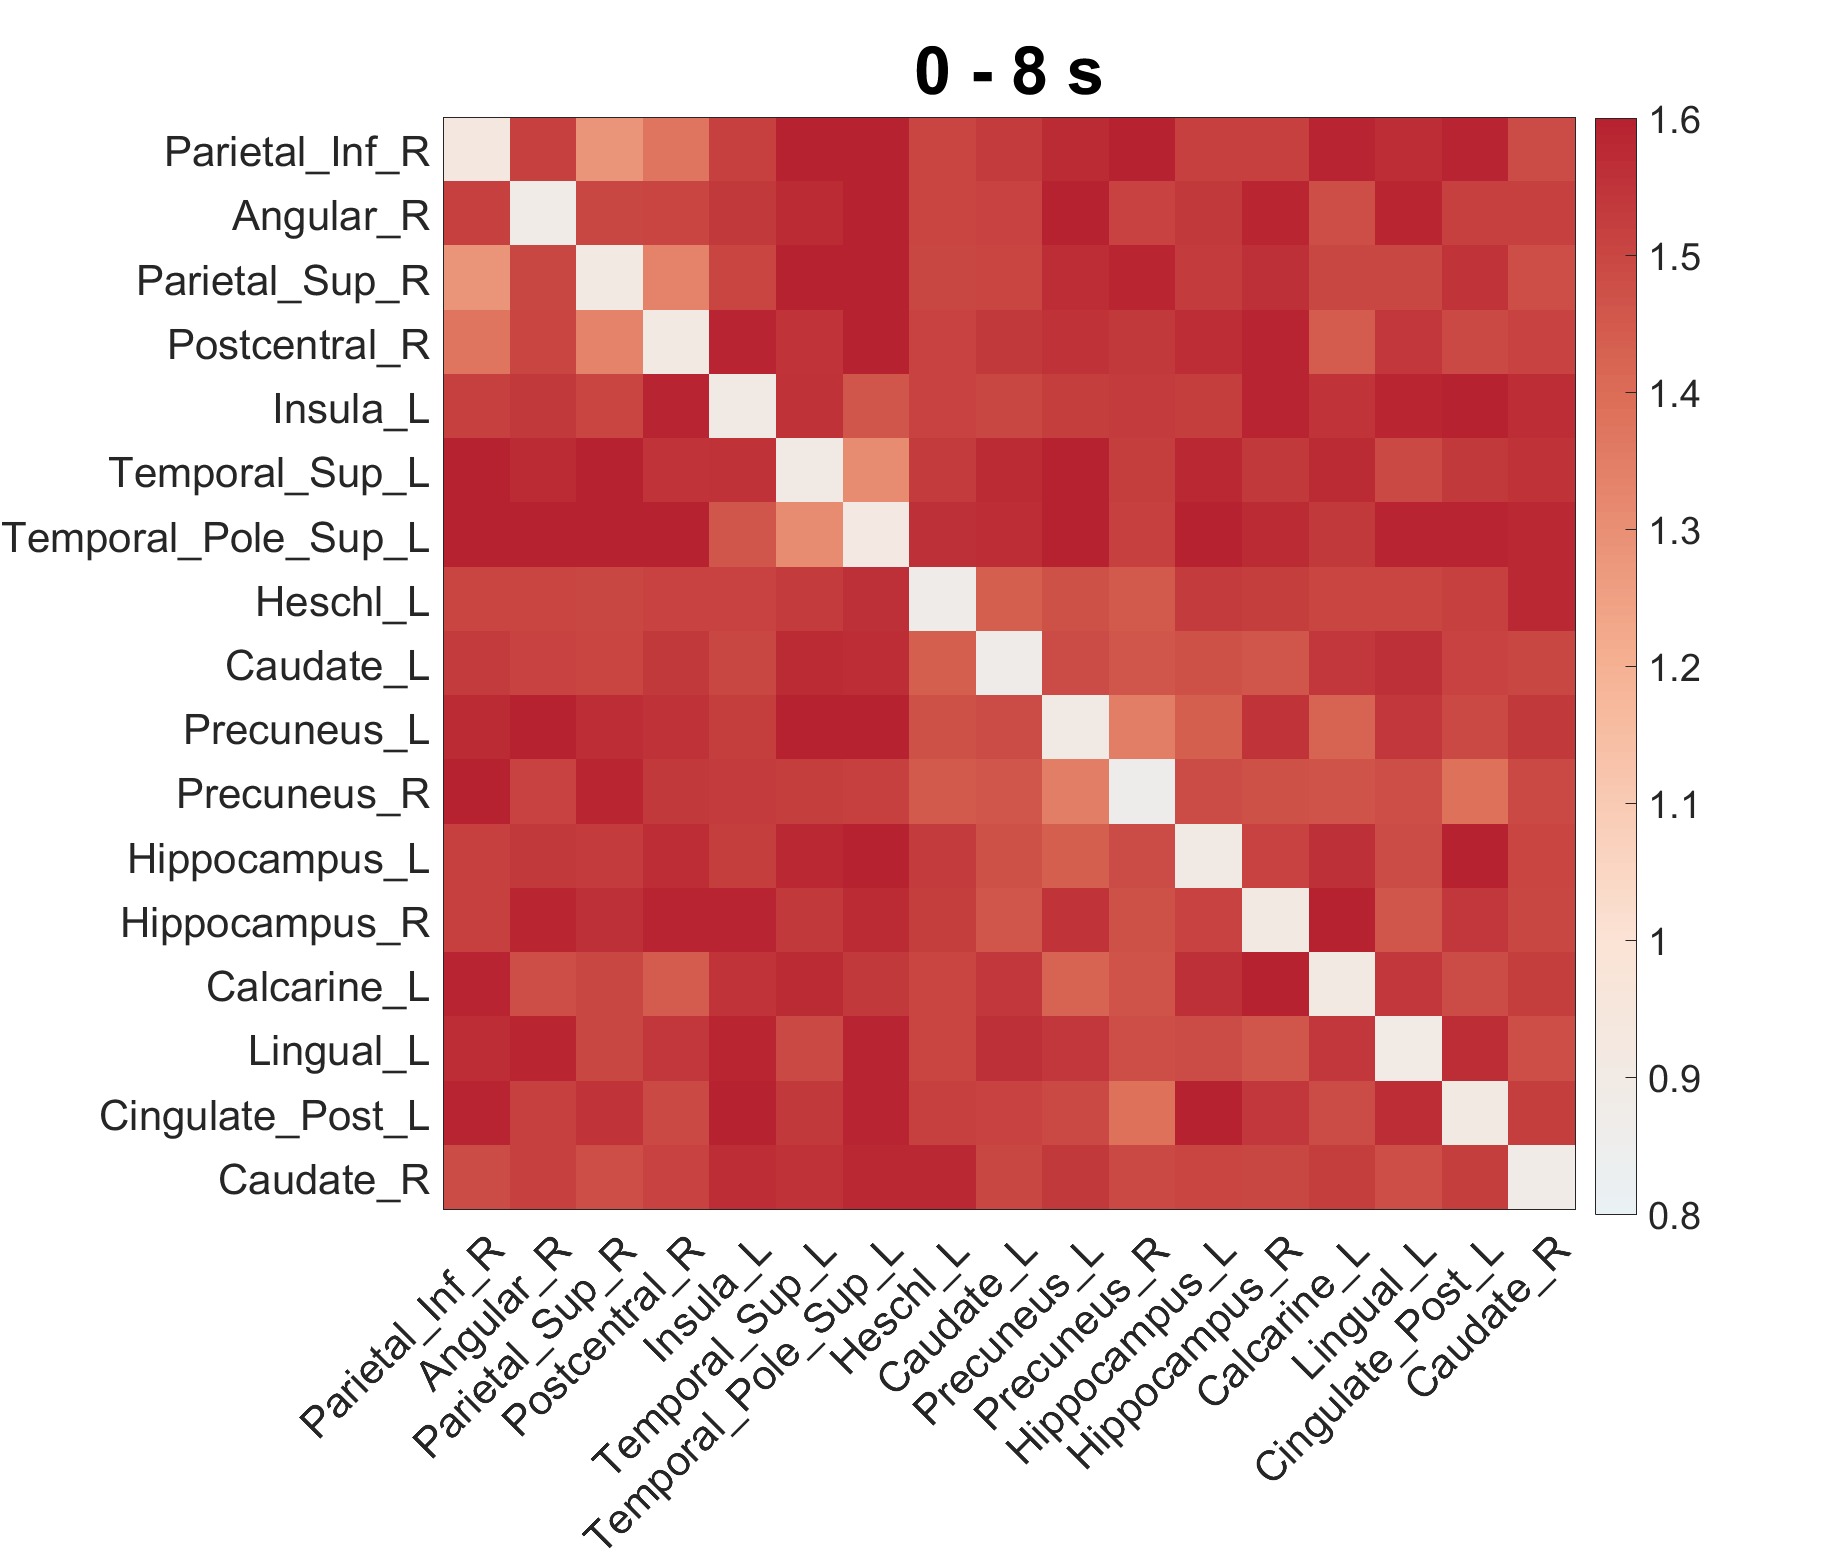 0 - 8 s
Parietal_Inf_R
Angular_R
Parietal_Sup_R
Postcentral_R
Insula_L
Temporal_Sup_L
Temporal_Pole_Sup_L
Heschl_L
Caudate_L
Precuneus_L
Precuneus_R
Hippocampus_L
Hippocampus_R
Calcarine_L
Lingual_L
Cingulate_Post_L
Caudate_R
1.6
1.5
1.4
1.3
1.2
1.1
1
0.9
0.8
Parietal_Inf_R
Angular_R
Parietal_Sup_R
Postcentral_R
Insula_L
Temporal_Sup_L
Temporal_Pole_Sup_L
Heschl_L
Caudate_L
Precuneus_L
Precuneus_R
Hippocampus_L
Hippocampus_R
Calcarine_L
Lingual_L
Cingulate_Post_L
Caudate_R